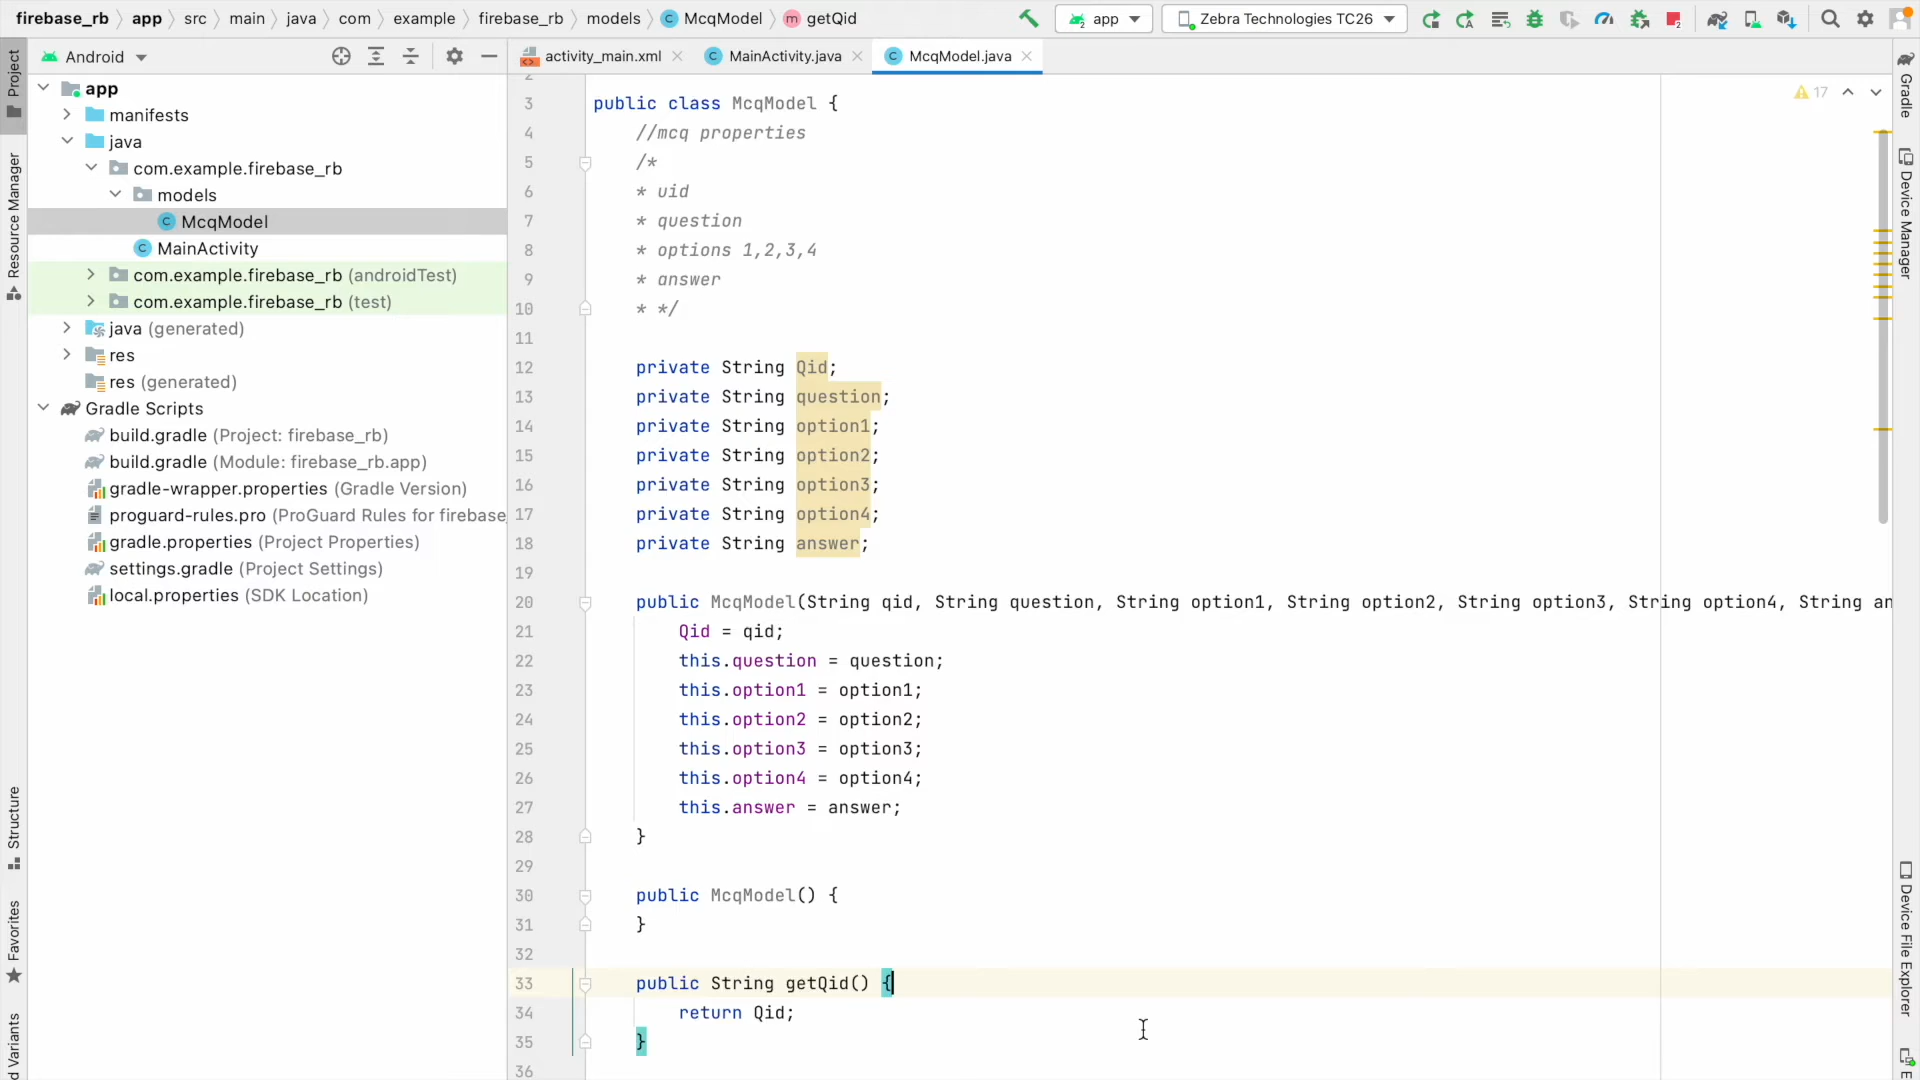 firebase_rb app src main java com example firebase_rb models McqModel getQid app Zebra Technologies TC26
Android
activity_main.xml MainActivity.java McqModel.java
Project
Resource Manager
Structure
Favorites
d Variants
app
manifests
java
com.example.firebase_rb
models
McqModel
MainActivity
com.example.firebase_rb (androidTest)
com.example.firebase_rb (test)
java (generated)
res
res (generated)
Gradle Scripts
build.gradle (Project: firebase_rb)
build.gradle (Module: firebase_rb.app)
gradle-wrapper.properties (Gradle Version)
proguard-rules.pro (ProGuard Rules for firebase
gradle.properties (Project Properties)
settings.gradle (Project Settings)
local.properties (SDK Location)
17
2
3 public class McqModel {
4 //mcq properties
5 /*
6 * uid
7 * question
8 * options 1,2,3,4
9 * answer
10 * */
11
12 private String Qid;
13 private String question;
14 private String option1;
15 private String option2;
16 private String option3;
17 private String option4;
18 private String answer;
19
20 public McqModel(String qid, String question, String option1, String option2, String option3, String option4, String an
21 Qid = qid;
22 this.question = question;
23 this.option1 = option1;
24 this.option2 = option2;
25 this.option3 = option3;
26 this.option4 = option4;
27 this.answer = answer;
28 }
29
30 public McqModel() {
31 }
32
33 public String getQid() {
34 return Qid;
35 }
36
Gradle
Device Manager
Device File Explorer
E